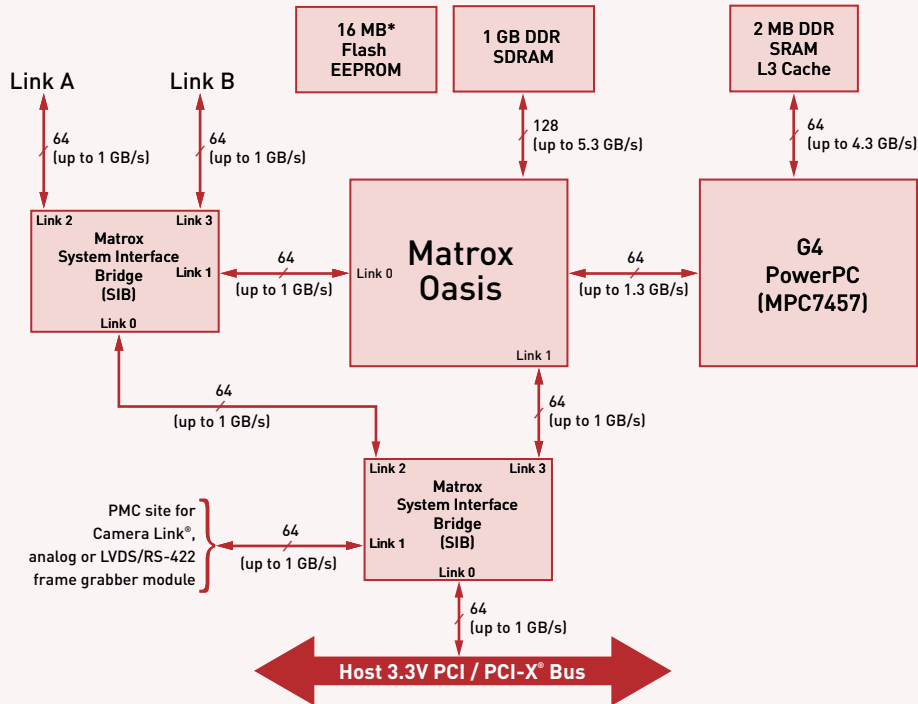 16 MB*
Flash
EEPROM
1 GB DDR
SDRAM
2 MB DDR
SRAM
L3 Cache
Link A
Link B
64
(up to 1 GB/s)
64
(up to 1 GB/s)
128
(up to 5.3 GB/s)
64
(up to 4.3 GB/s)
Link 2
Link 3
Matrox
System Interface
Bridge
(SIB)
Link 1
Link 0
64
(up to 1 GB/s)
Link 0
Matrox
Oasis
Link 1
64
(up to 1.3 GB/s)
G4
PowerPC
(MPC7457)
64
(up to 1 GB/s)
64
(up to 1 GB/s)
Link 2
Link 3
Matrox
System Interface
Bridge
(SIB)
Link 1
Link 0
PMC site for
Camera Link®,
analog or LVDS/RS-422
frame grabber module
64
(up to 1 GB/s)
64
(up to 1 GB/s)
Host 3.3V PCI / PCI-X® Bus